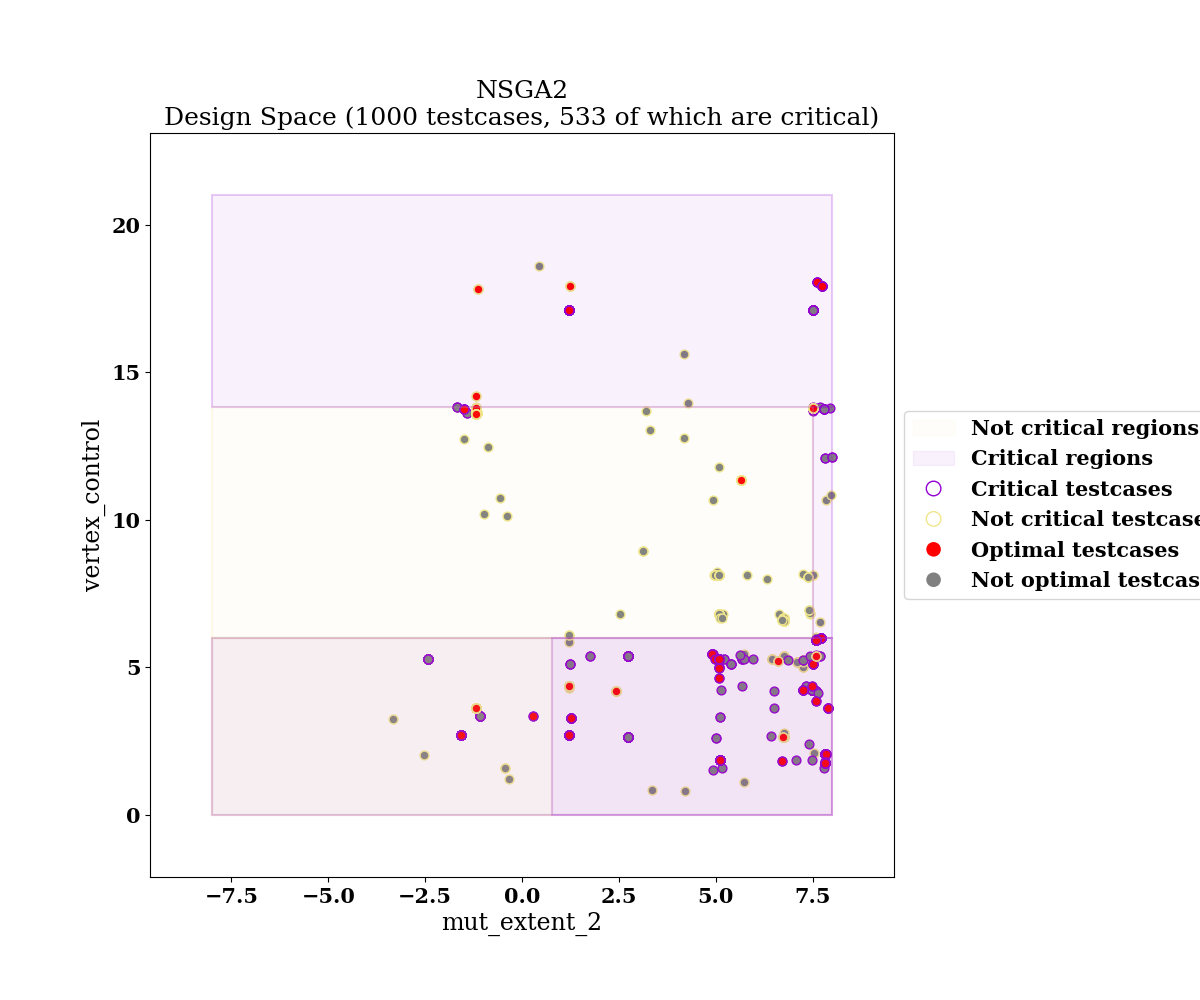 NSGA2
Design Space (1000 testcases, 533 of which are critical)
20
15
10
5
0
vertex_control
−7.5
−5.0
−2.5
0.0
2.5
5.0
7.5
mut_extent_2
Not critical regions
Critical regions
Critical testcases
Not critical testcase
Optimal testcases
Not optimal testcas